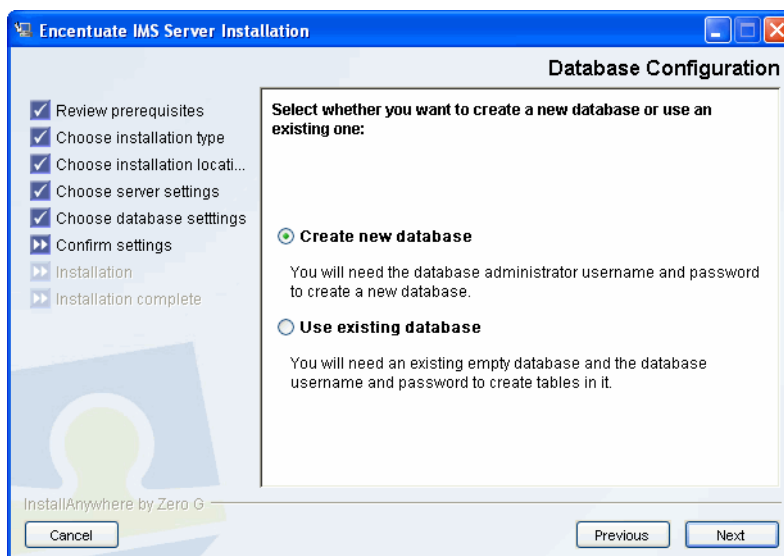 Encentuate IMS Server Installation
Database Configuration
Review prerequisites
Choose installation type
Choose installation locati...
Choose server settings
Choose database setttings
Confirm settings
Installation
Installation complete
Select whether you want to create a new database or use an
existing one:
Create new database
You will need the database administrator username and password
to create a new database.
Use existing database
You will need an existing empty database and the database
username and password to create tables in it.
InstallAnywhere by Zero G
Cancel
Previous
Next